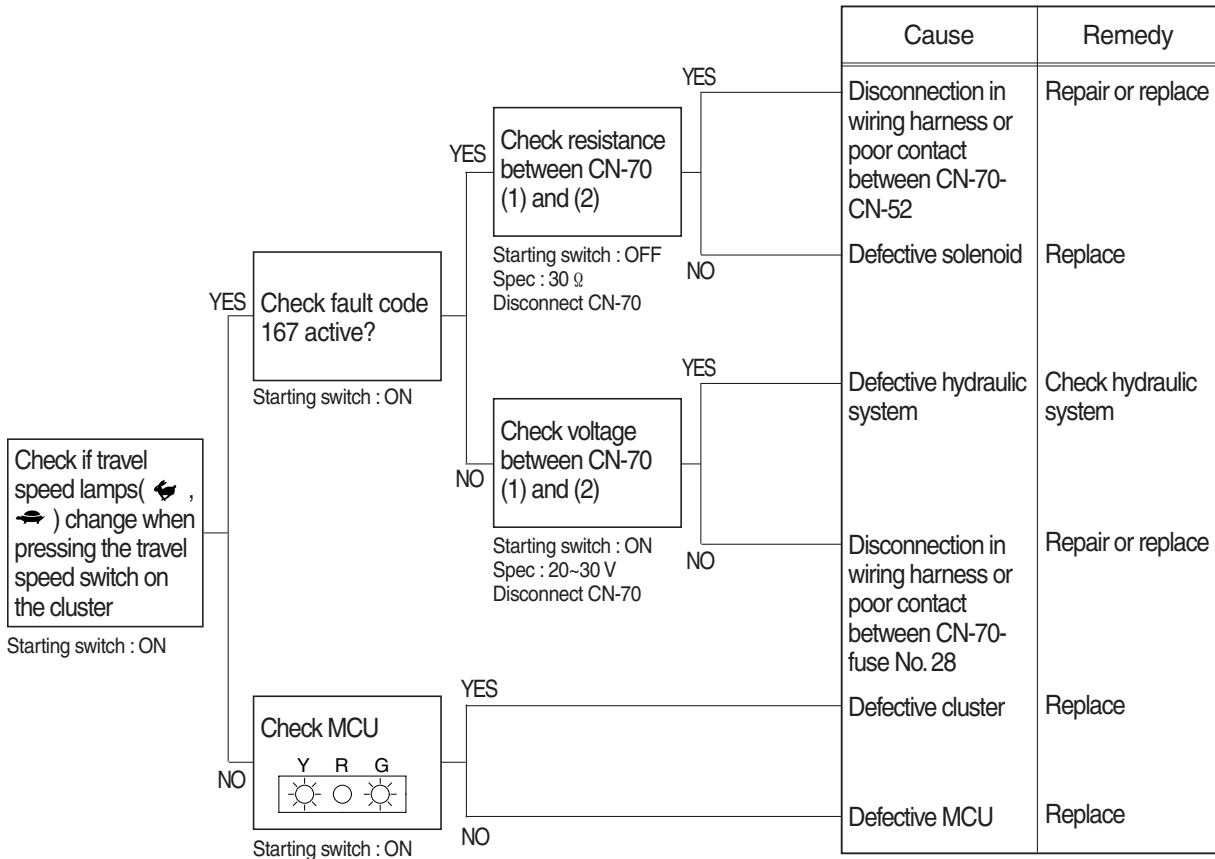 Cause
Remedy
YES
Disconnection in
wiring harness or
poor contact
between CN-70-
CN-52
Repair or replace
YES
Check resistance
between CN-70
(1) and (2)
Starting switch : OFF
Spec : 30 Ω
Disconnect CN-70
NO
Defective solenoid
Replace
YES
Check fault code
167 active?
Starting switch : ON
YES
Defective hydraulic
system
Check hydraulic
system
NO
Check voltage
between CN-70
(1) and (2)
Starting switch : ON
Spec : 20~30 V
Disconnect CN-70
NO
Disconnection in
wiring harness or
poor contact
between CN-70-
fuse No. 28
Repair or replace
Check if travel
speed lamps( ,
) change when
pressing the travel
speed switch on
the cluster
Starting switch : ON
NO
Check MCU
Y R G
Starting switch : ON
YES
Defective cluster
Replace
NO
Defective MCU
Replace